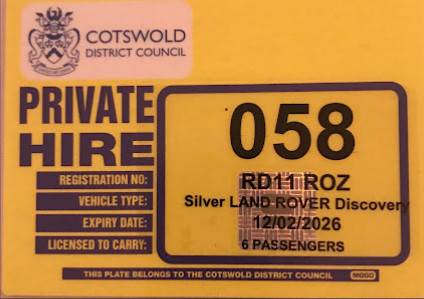 COTSWOLD
DISTRICT COUNCIL
PRIVATE
HIRE
058
REGISTRATION NO: RD11 ROZ
VEHICLE TYPE: Silver LAND ROVER Discovery
EXPIRY DATE: 12/02/2026
LICENSED TO CARRY: 6 PASSENGERS
THIS PLATE BELONGS TO THE COTSWOLD DISTRICT COUNCIL MOGO